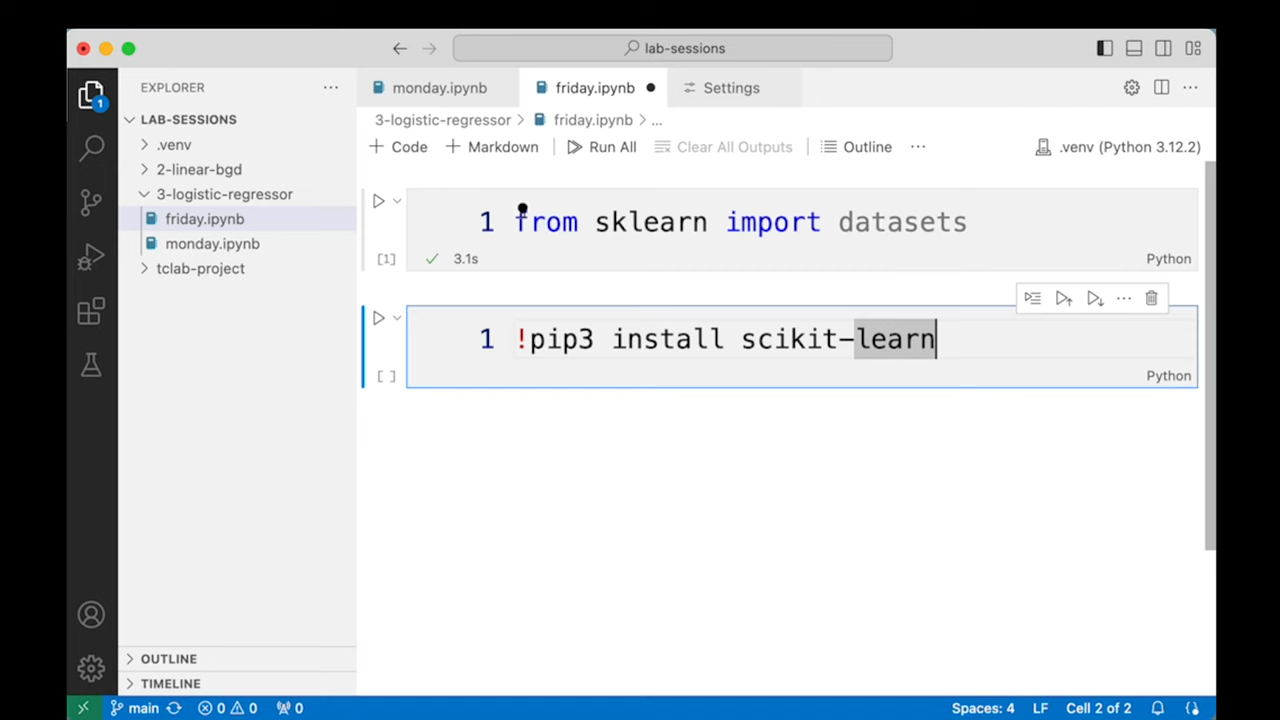 lab-sessions
EXPLORER
LAB-SESSIONS
.venv
2-linear-bgd
3-logistic-regressor
friday.ipynb
monday.ipynb
tclab-project
OUTLINE
TIMELINE
1
monday.ipynb
friday.ipynb
Settings
3-logistic-regressor > friday.ipynb > ...
+ Code + Markdown Run All Clear All Outputs Outline ... .venv (Python 3.12.2)
1 from sklearn import datasets
[1] 3.1s Python
1 !pip3 install scikit-learn
[ ] Python
main 0 0 0 Spaces: 4 LF Cell 2 of 2